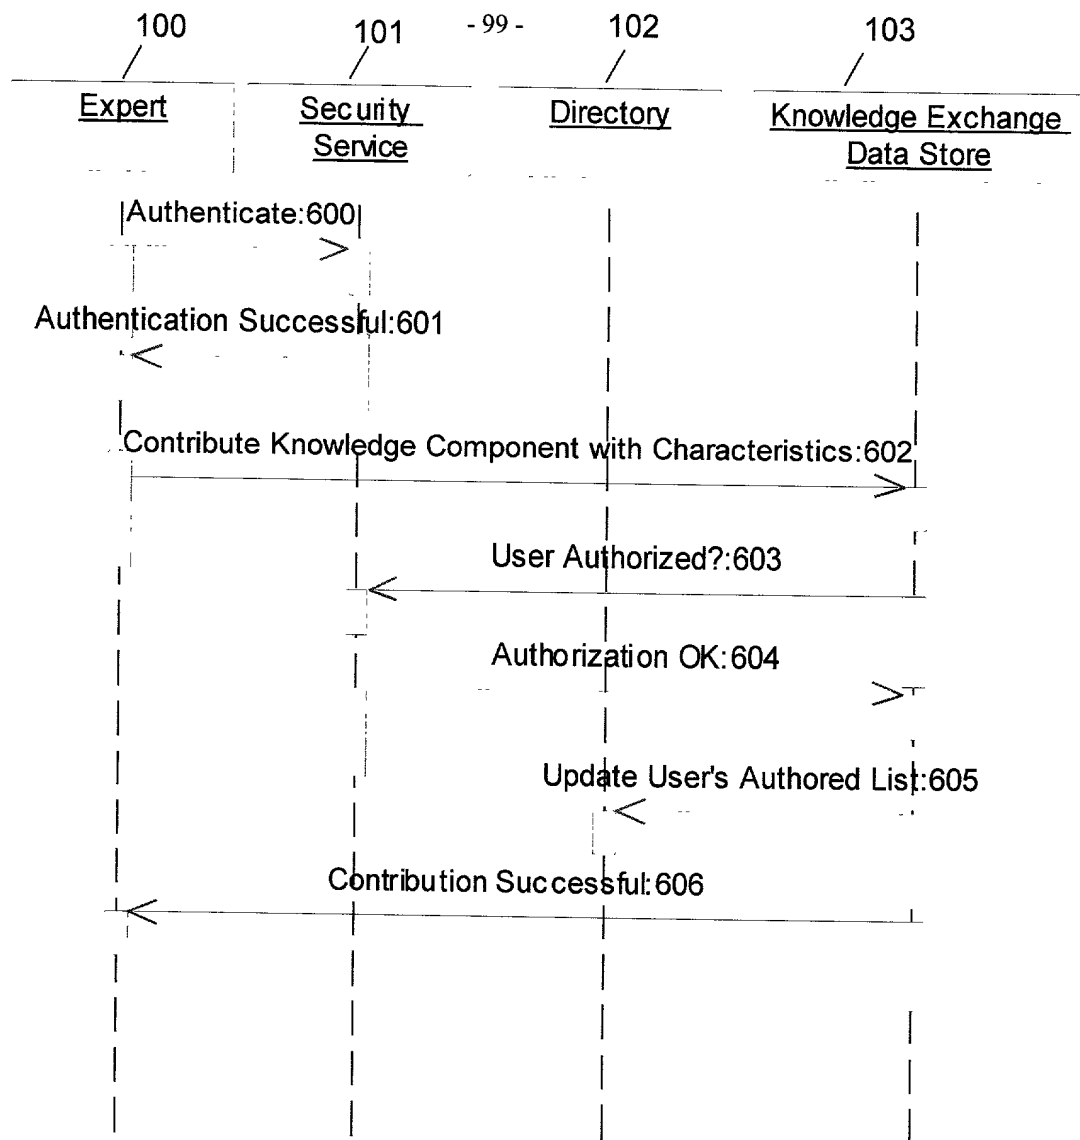 100 101 - 99 - 102 103
Expert Security Service Directory Knowledge Exchange Data Store
Authenticate:600
Authentication Successful:601
Contribute Knowledge Component with Characteristics:602
User Authorized?:603
Authorization OK:604
Update User's Authored List:605
Contribution Successful:606